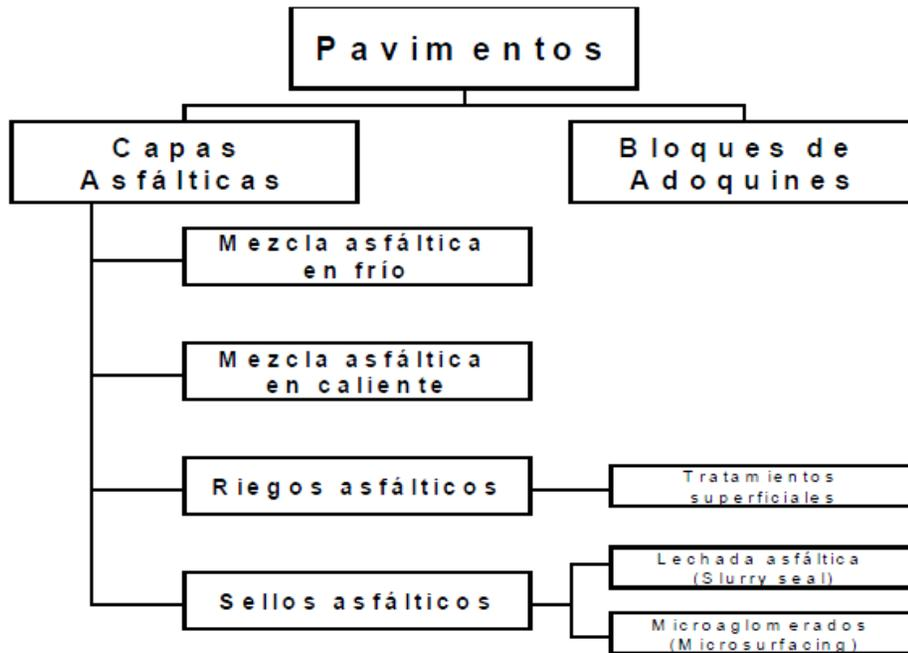 Pavimentos
Capas
Asfálticas
Bloques de
Adoquines
Mezcla asfáltica
en frío
Mezcla asfáltica
en caliente
Riegos asfálticos
Tratamientos
superficiales
Sellos asfálticos
Lechada asfáltica
(Slurry seal)
Microaglomerados
(Microsurfacing)